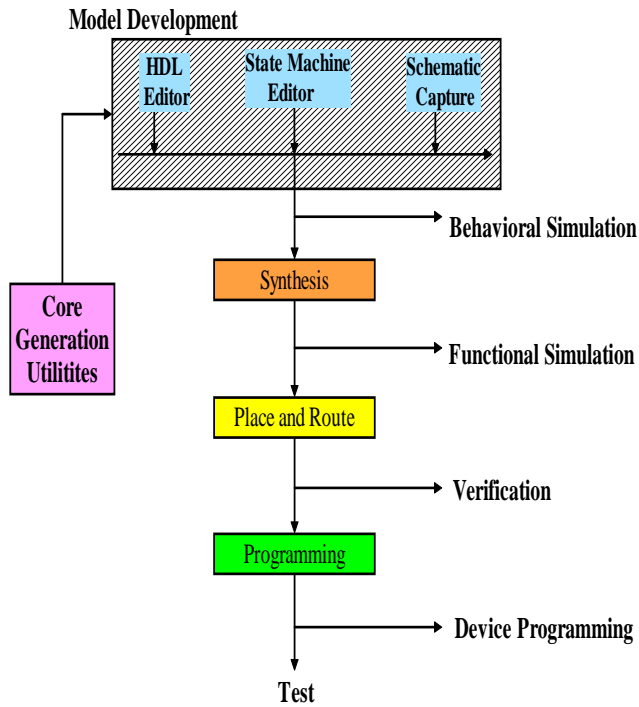 Model Development
HDL
Editor
State Machine
Editor
Schematic
Capture
Behavioral Simulation
Synthesis
Core
Generation
Utilitites
Functional Simulation
Place and Route
Verification
Programming
Device Programming
Test